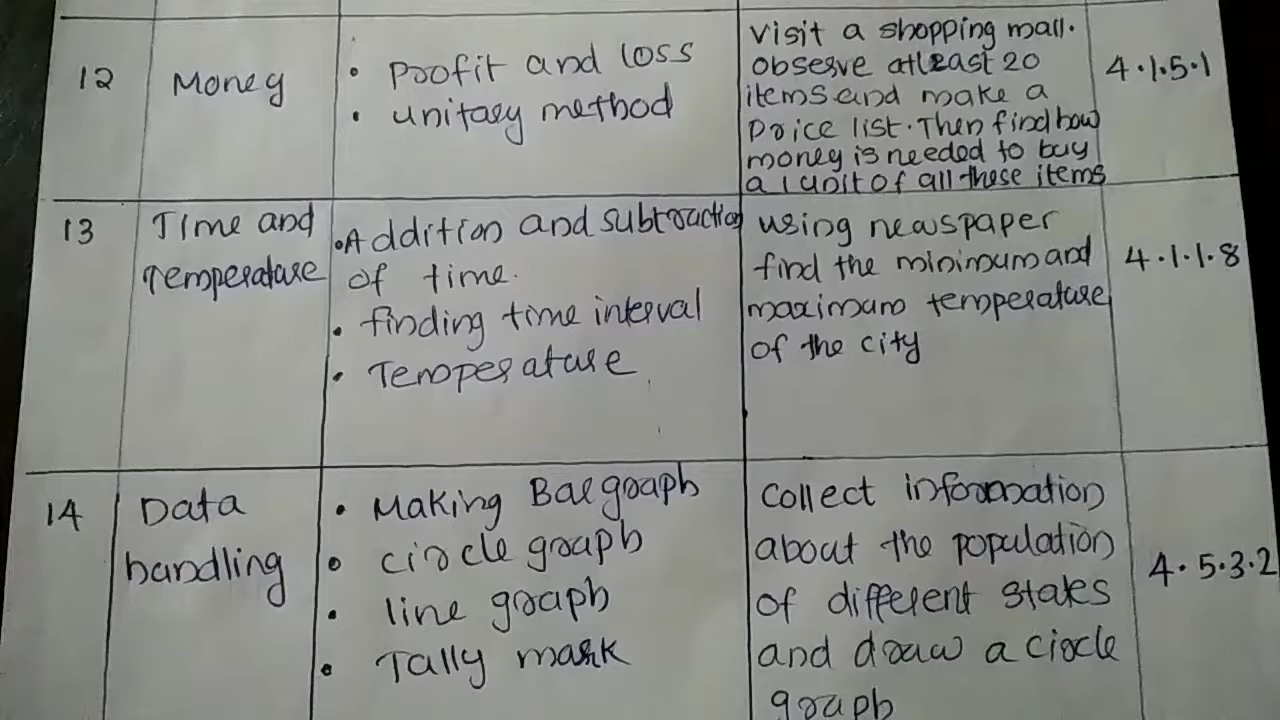 12
Money
• Profit and loss
• unitary method
Visit a shopping mall.
observe atleast 20
items and make a
price list. Then find how
money is needed to buy
a 1 unit of all these items
4.1.5.1
13
Time and
Temperature
• Addition and subtraction
of time.
• finding time interval
• Temperature
using newspaper
find the minimum and
maximum temperature
of the city
4.1.1.8
14
Data
handling
• Making Bar graph
• circle graph
• line graph
• Tally mark
collect information
about the population
of different states
and draw a circle
graph
4.5.3.2